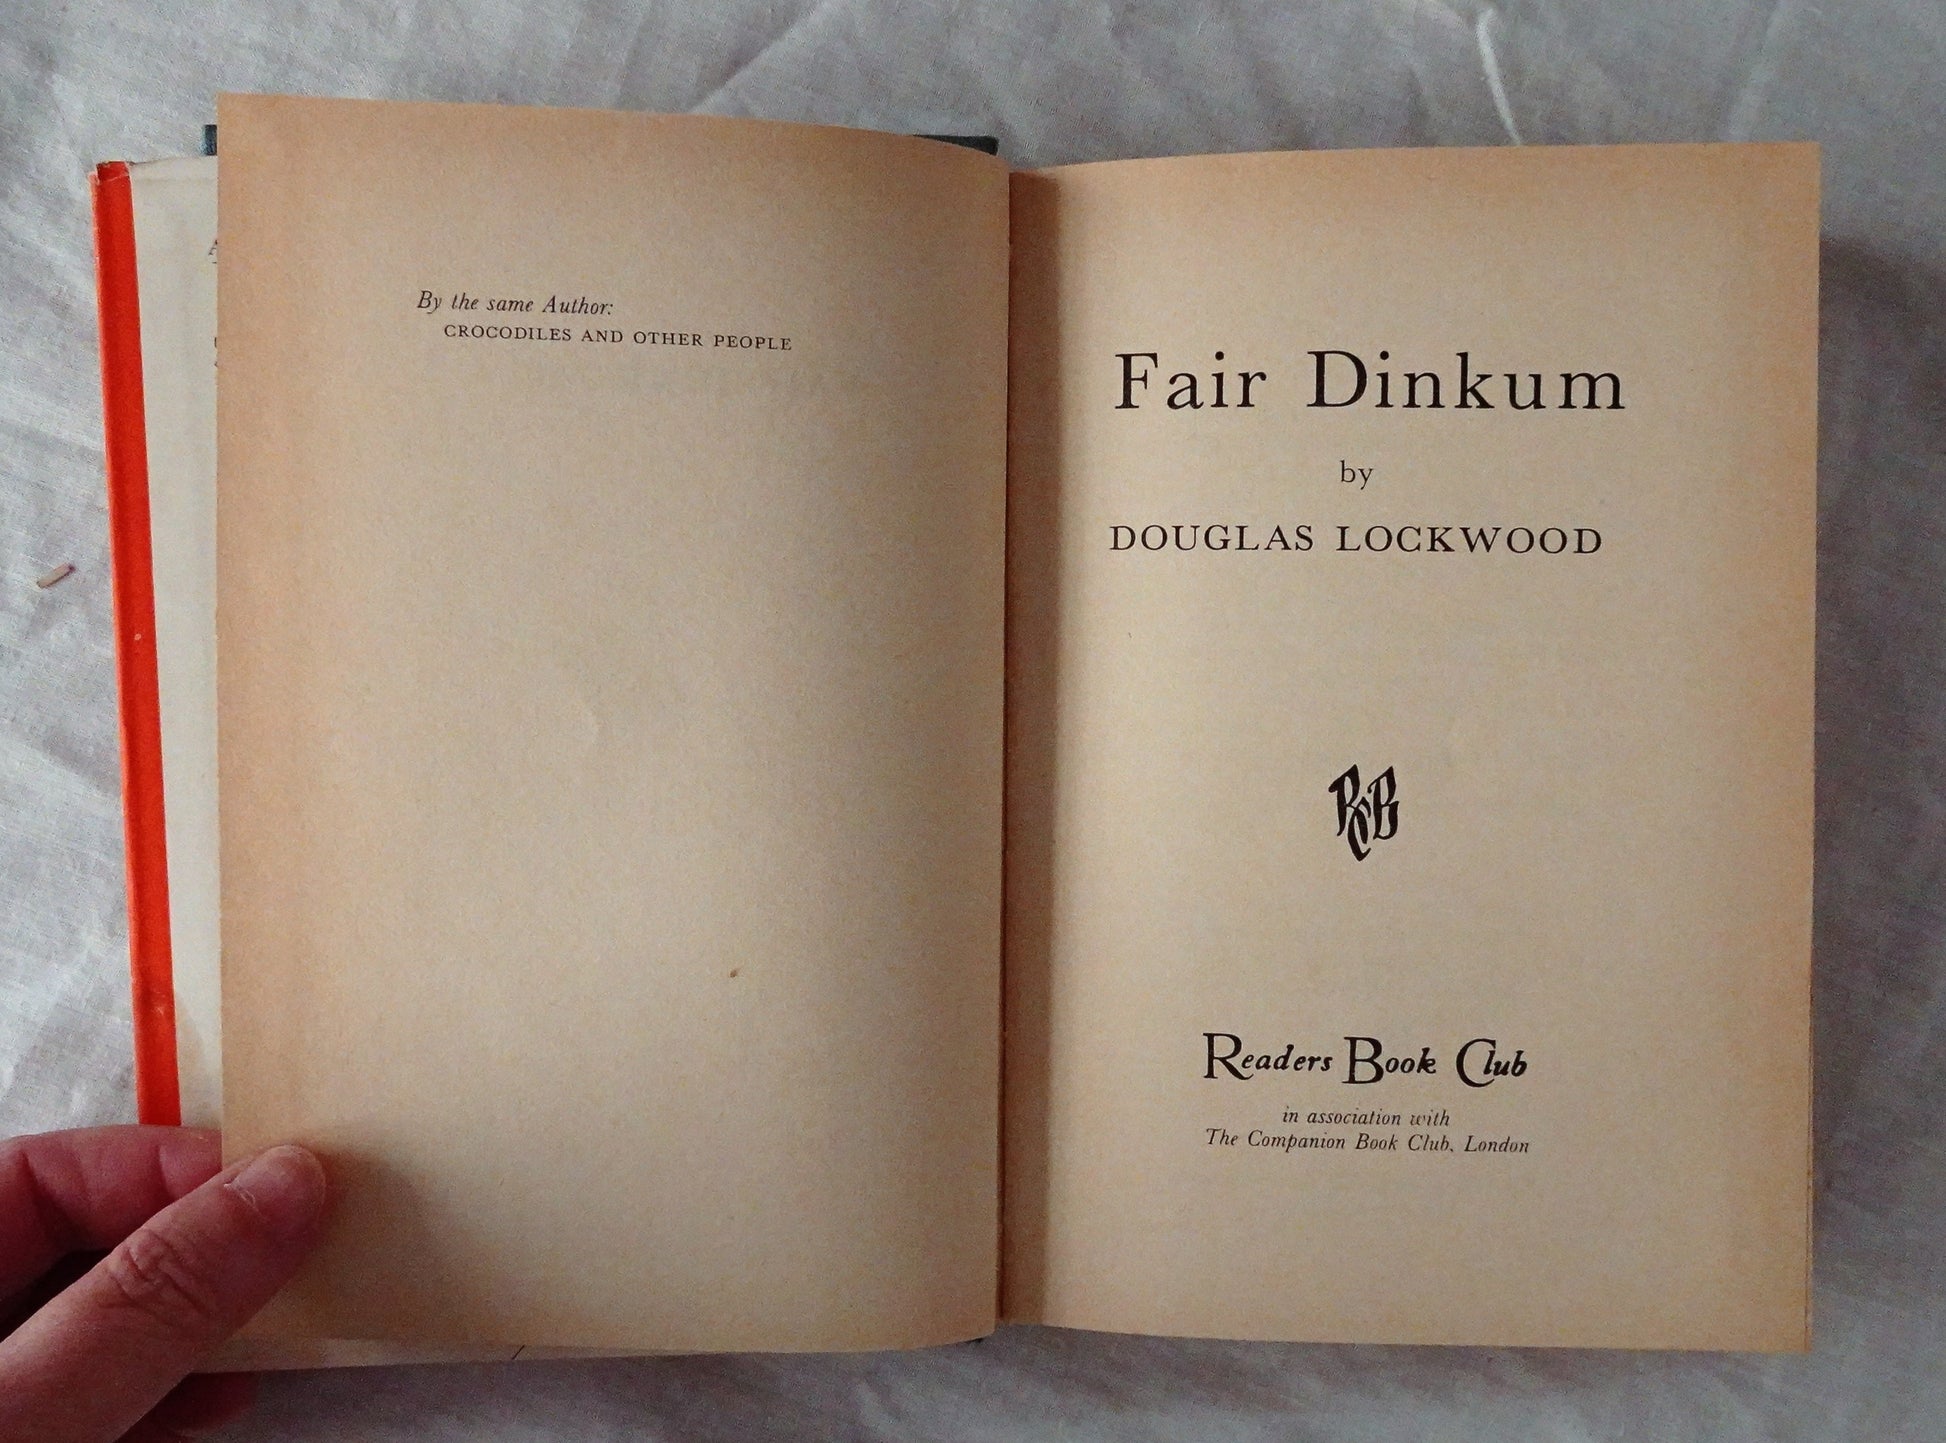 By the same Author:
CROCODILES AND OTHER PEOPLE
Fair Dinkum
by
DOUGLAS LOCKWOOD
RCB
Readers Book Club
in association with
The Companion Book Club, London